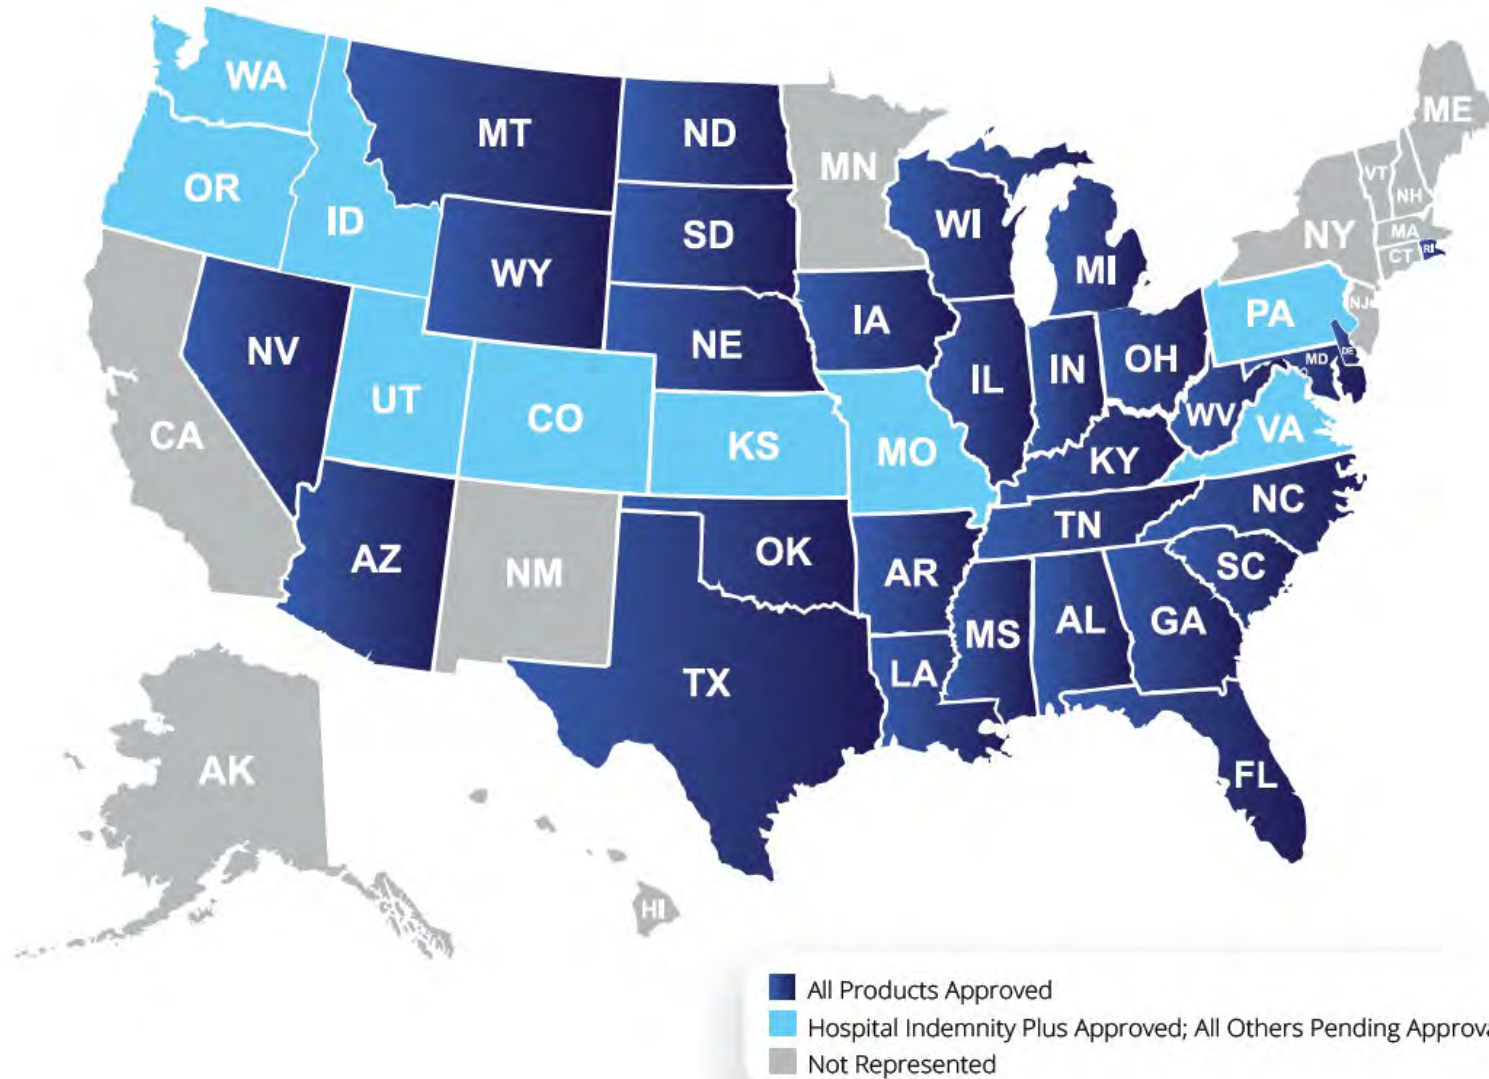 WA
MT
ND
MN
ME
VT
NH
OR
ID
SD
WI
NY
MA
CT
RI
WY
MI
NV
NE
IA
PA
NJ
UT
CO
IL
IN
OH
MD
DE
CA
KS
MO
WV
VA
KY
AZ
NM
OK
AR
TN
NC
SC
MS
AL
GA
TX
LA
AK
FL
HI
All Products Approved
Hospital Indemnity Plus Approved; All Others Pending Approva
Not Represented